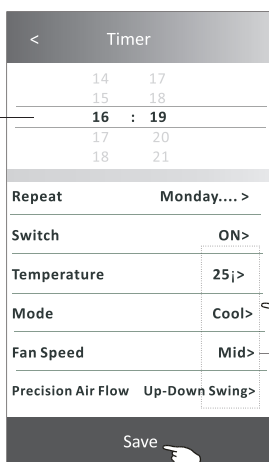 < Timer
14 17
15 18
16 : 19
17 20
18 21
Repeat Monday.... >
Switch ON>
Temperature 25¡>
Mode Cool>
Fan Speed Mid>
Precision Air Flow Up-Down Swing>
Save